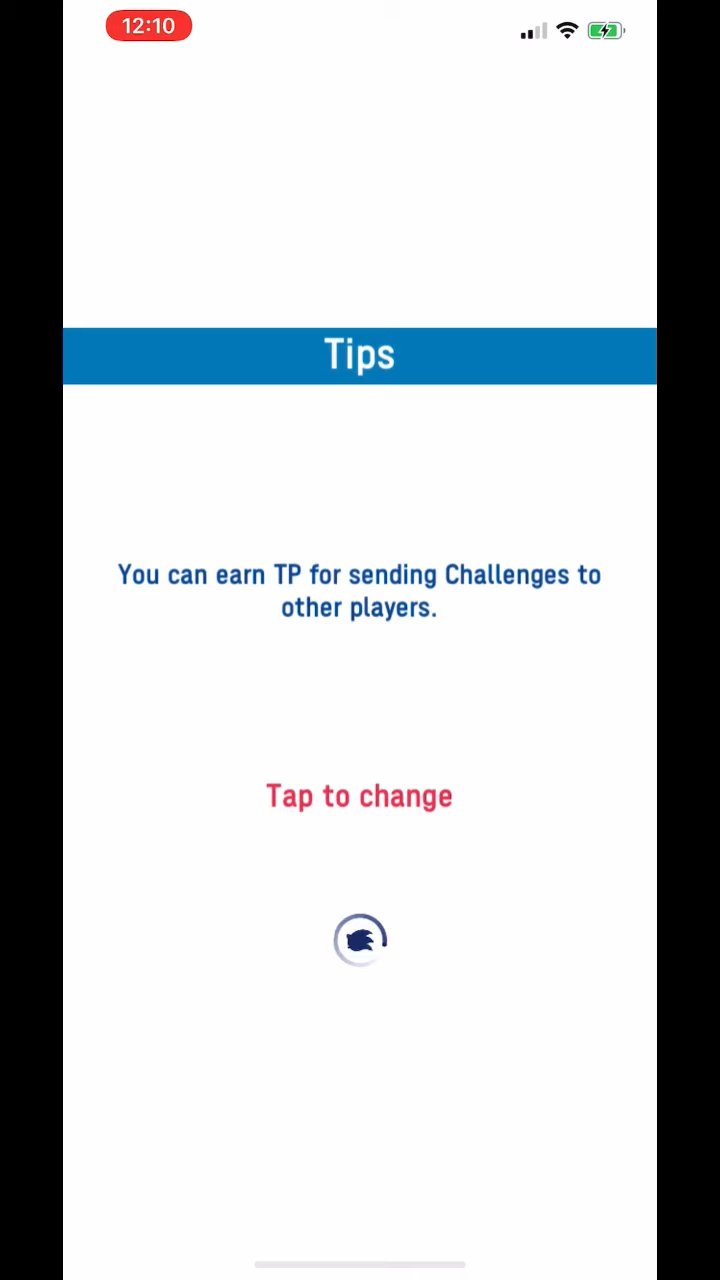 12:10
Tips
You can earn TP for sending Challenges to
other players.
Tap to change